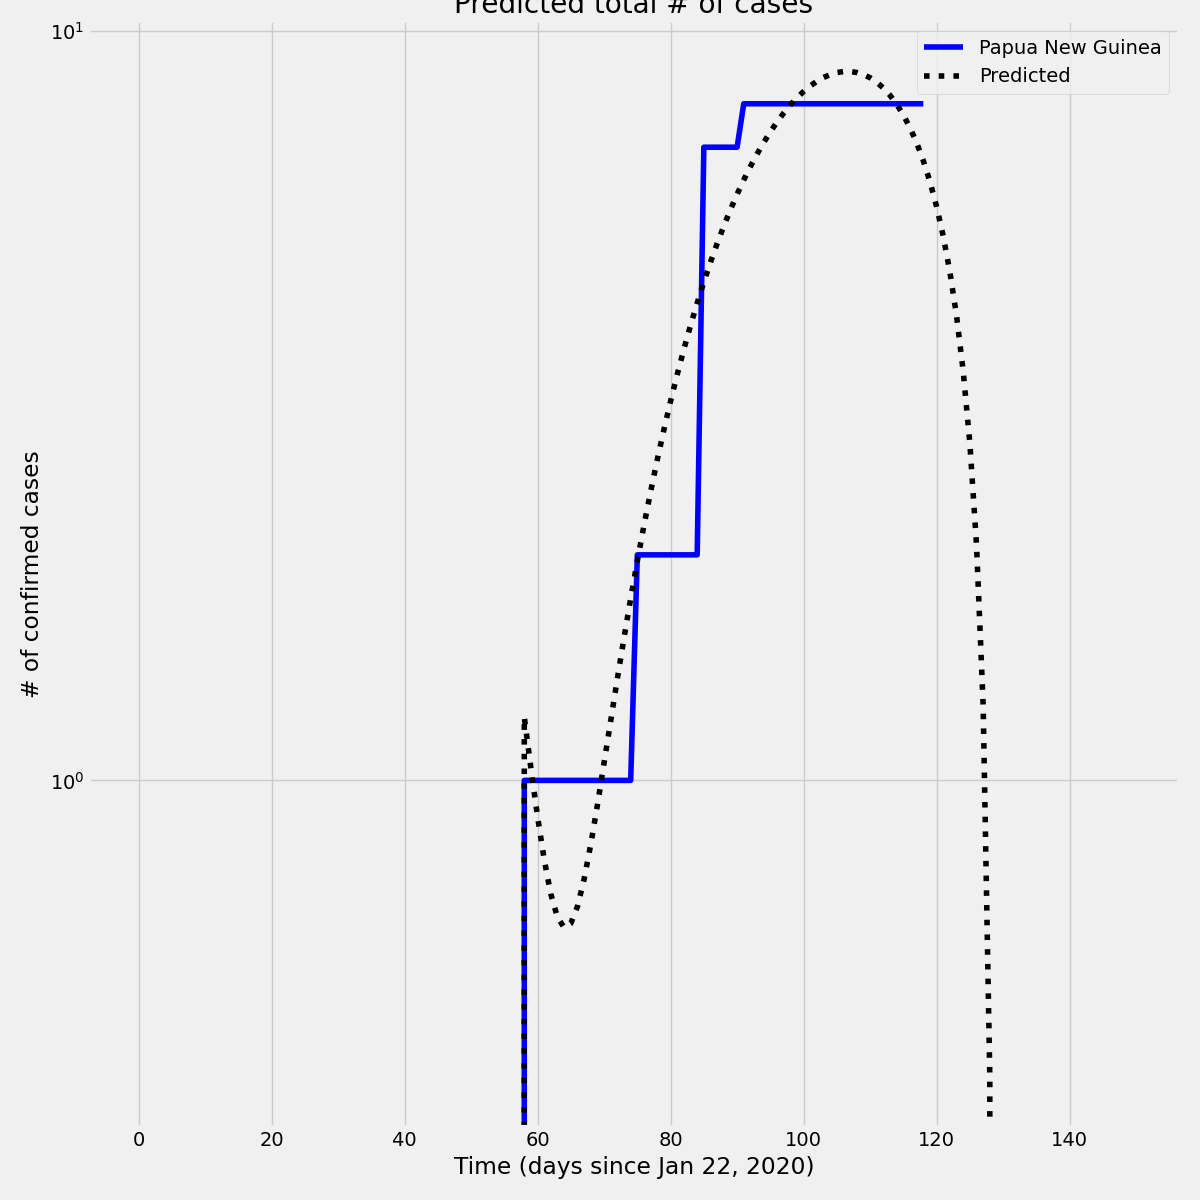 Predicted total # of cases
10¹
Papua New Guinea
Predicted
# of confirmed cases
10⁰
0 20 40 60 80 100 120 140
Time (days since Jan 22, 2020)